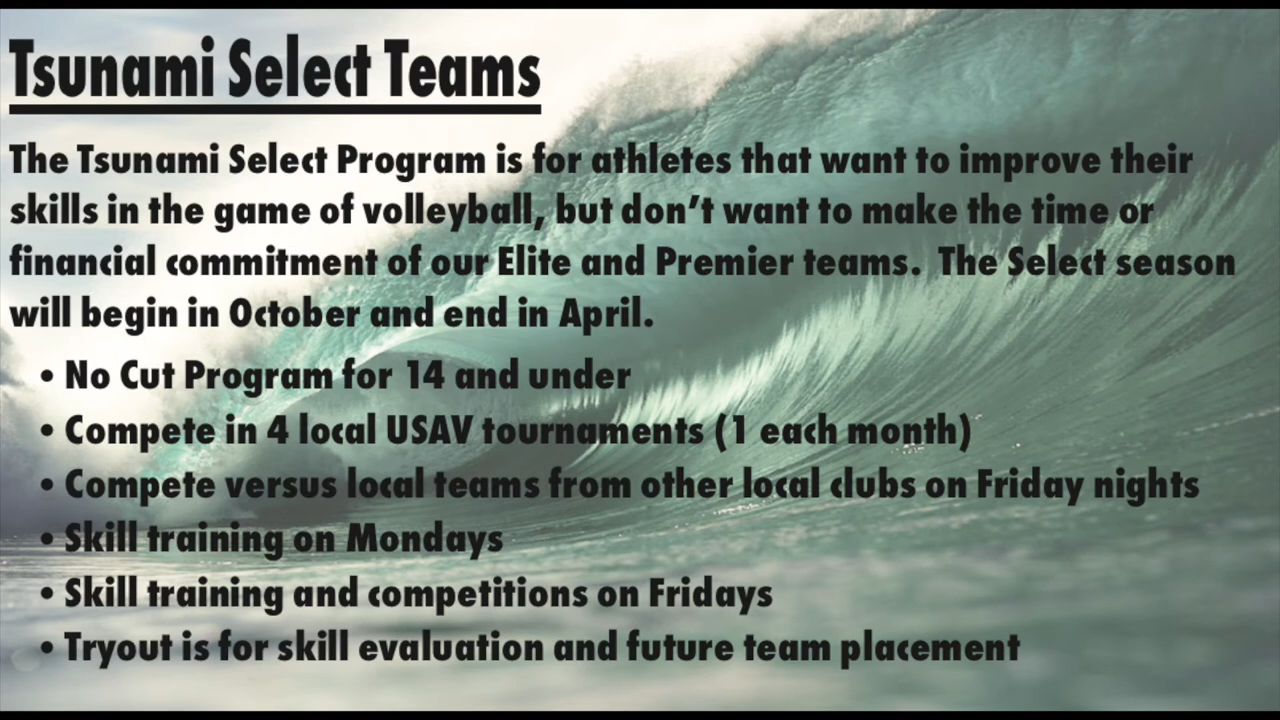 Tsunami Select Teams
The Tsunami Select Program is for athletes that want to improve their
skills in the game of volleyball, but don’t want to make the time or
financial commitment of our Elite and Premier teams.  The Select season
will begin in October and end in April.
• No Cut Program for 14 and under
• Compete in 4 local USAV tournaments (1 each month)
• Compete versus local teams from other local clubs on Friday nights
• Skill training on Mondays
• Skill training and competitions on Fridays
• Tryout is for skill evaluation and future team placement